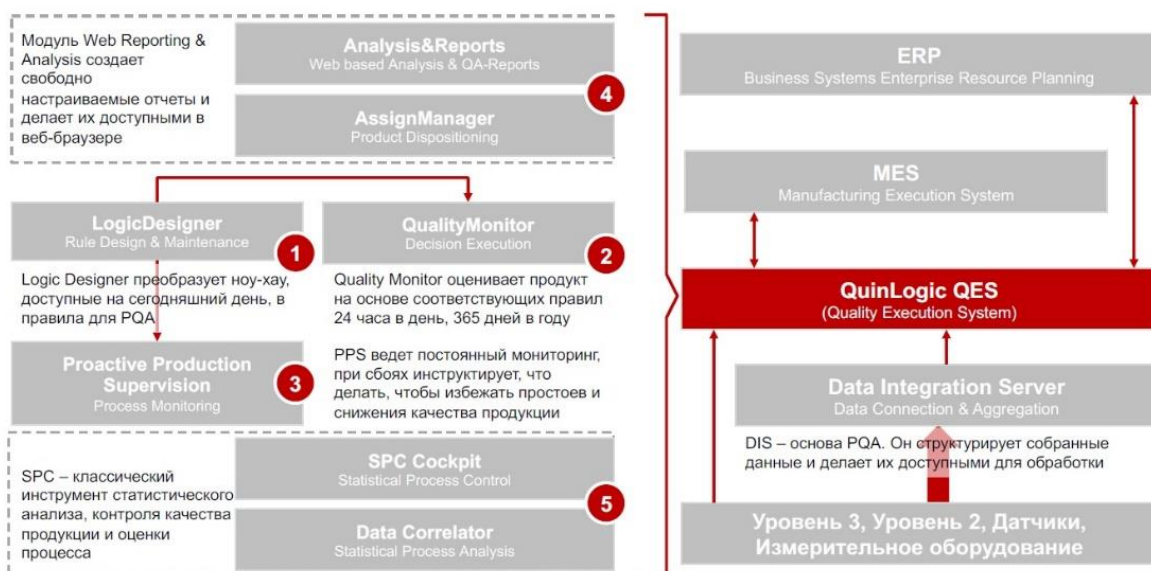 Модуль Web Reporting &
Analysis создает
свободно
настраиваемые отчеты и
делает их доступными в
веб-браузере
Analysis&Reports
Web based Analysis & QA-Reports
4
AssignManager
Product Dispositioning
LogicDesigner
Rule Design & Maintenance
1
Logic Designer преобразует ноу-хау,
доступные на сегодняшний день, в
правила для PQA
QualityMonitor
Decision Execution
2
Quality Monitor оценивает продукт
на основе соответствующих правил
24 часа в день, 365 дней в году
Proactive Production
Supervision
Process Monitoring
3
PPS ведет постоянный мониторинг,
при сбоях инструктирует, что
делать, чтобы избежать простоев и
снижения качества продукции
SPC – классический
инструмент статистического
анализа, контроля качества
продукции и оценки
процесса
SPC Cockpit
Statistical Process Control
5
Data Correlator
Statistical Process Analysis
ERP
Business Systems Enterprise Resource Planning
MES
Manufacturing Execution System
QuinLogic QES
(Quality Execution System)
Data Integration Server
Data Connection & Aggregation
DIS – основа PQA. Он структурирует собранные
данные и делает их доступными для обработки
Уровень 3, Уровень 2, Датчики,
Измерительное оборудование